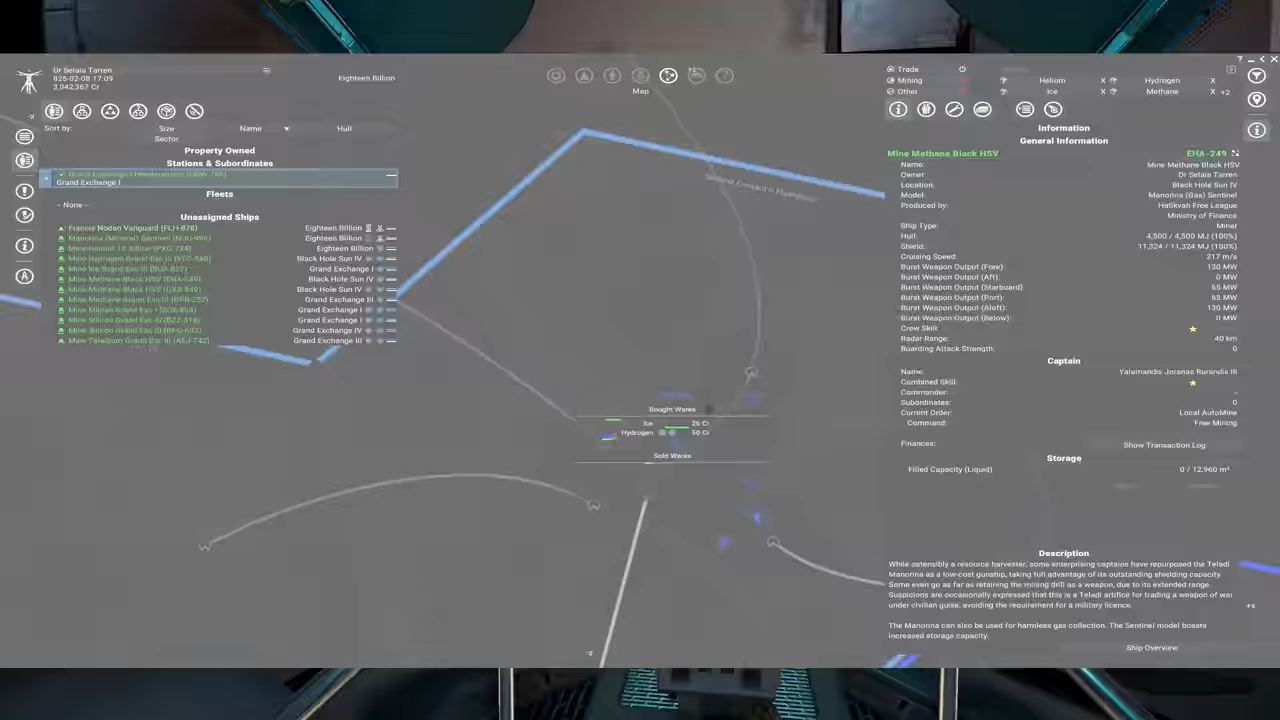 Dr Selaia Tarren
825-02-08 17:09
3,042,367 Cr
Eighteen Billion
Map
Sort by:
Size
Name
Hull
Sector
Property Owned
Stations & Subordinates
Grand Exchange I
Fleets
-- None --
Unassigned Ships
Francis Nodan Vanguard (FLH-878) Eighteen Billion
Eighteen Billion
Eighteen Billion
Black Hole Sun IV
Grand Exchange I
Mine Methane Black HSV (EHA-249) Black Hole Sun IV
Black Hole Sun IV
Grand Exchange III
Grand Exchange I
Grand Exchange I
Grand Exchange IV
Grand Exchange III
Bought Wares
Ice 26 Cr
Hydrogen 50 Cr
Sold Wares
Trade
Mining Helium X Hydrogen X
Other Ice X Methane X +2
Information
General Information
Mine Methane Black HSV EHA-249
Name: Mine Methane Black HSV
Owner: Dr Selaia Tarren
Location: Black Hole Sun IV
Model: Manorina (Gas) Sentinel
Produced by: Hatikvah Free League
Ministry of Finance
Ship Type: Miner
Hull: 4,500 / 4,500 MJ (100%)
Shield: 11,324 / 11,324 MJ (100%)
Cruising Speed: 217 m/s
Burst Weapon Output (Fore): 130 MW
Burst Weapon Output (Aft): 0 MW
Burst Weapon Output (Starboard): 65 MW
Burst Weapon Output (Port): 65 MW
Burst Weapon Output (Aloft): 130 MW
Burst Weapon Output (Below): 0 MW
Crew Skill:
Radar Range: 40 km
Boarding Attack Strength: 0
Captain
Name: Yalamandis Joranas Rurandis III
Combined Skill:
Commander: -
Subordinates: 0
Current Order: Local AutoMine
Command: Free Mining
Finances: Show Transaction Log
Storage
Filled Capacity (Liquid) 0 / 12,960 m³
Description
While ostensibly a resource harvester, some enterprising captains have repurposed the Teladi
Manorina as a low-cost gunship, taking full advantage of its outstanding shielding capacity.
Some even go as far as retaining the mining drill as a weapon, due to its extended range.
Suspicions are occasionally expressed that this is a Teladi artifice for trading a weapon of war
under civilian guise, avoiding the requirement for a military licence.
The Manorina can also be used for harmless gas collection. The Sentinel model boasts
increased storage capacity.
Ship Overview